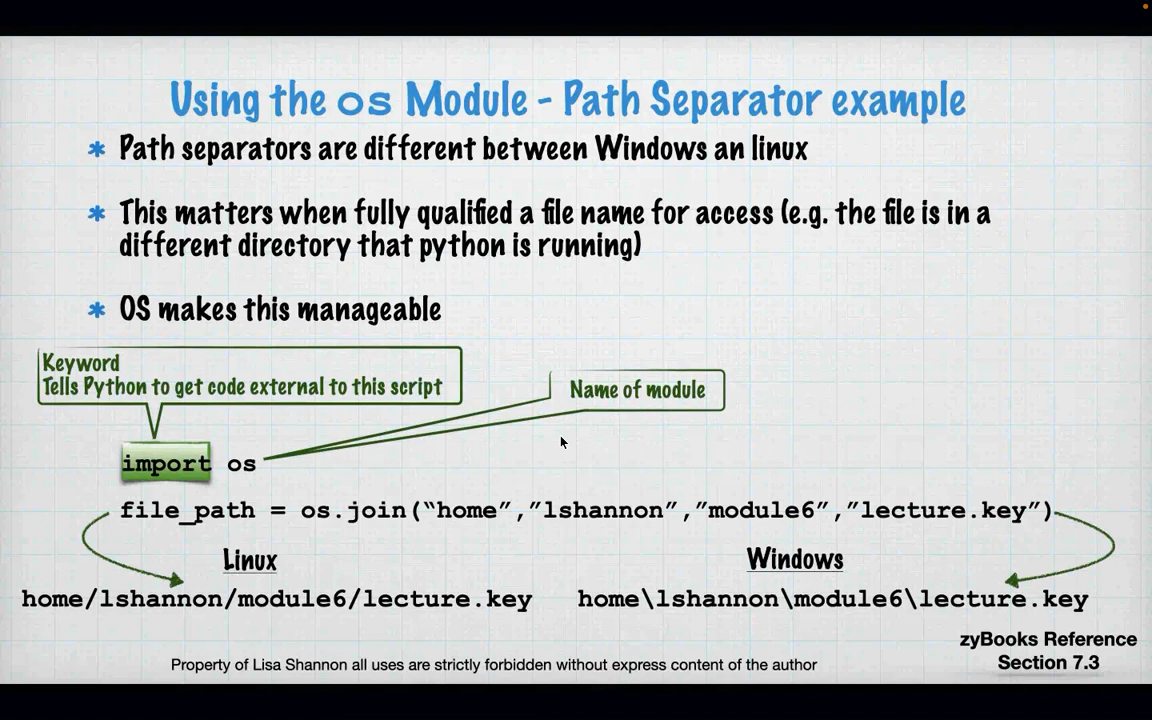 Using the os Module - Path Separator example
* Path separators are different between Windows an linux
* This matters when fully qualified a file name for access (e.g. the file is in a
different directory that python is running)
* OS makes this manageable
Keyword
Tells Python to get code external to this script
Name of module
import os
file_path = os.join(“home”,”lshannon”,”module6”,”lecture.key”)
Linux
Windows
home/lshannon/module6/lecture.key
home\lshannon\module6\lecture.key
zyBooks Reference
Section 7.3
Property of Lisa Shannon all uses are strictly forbidden without express content of the author